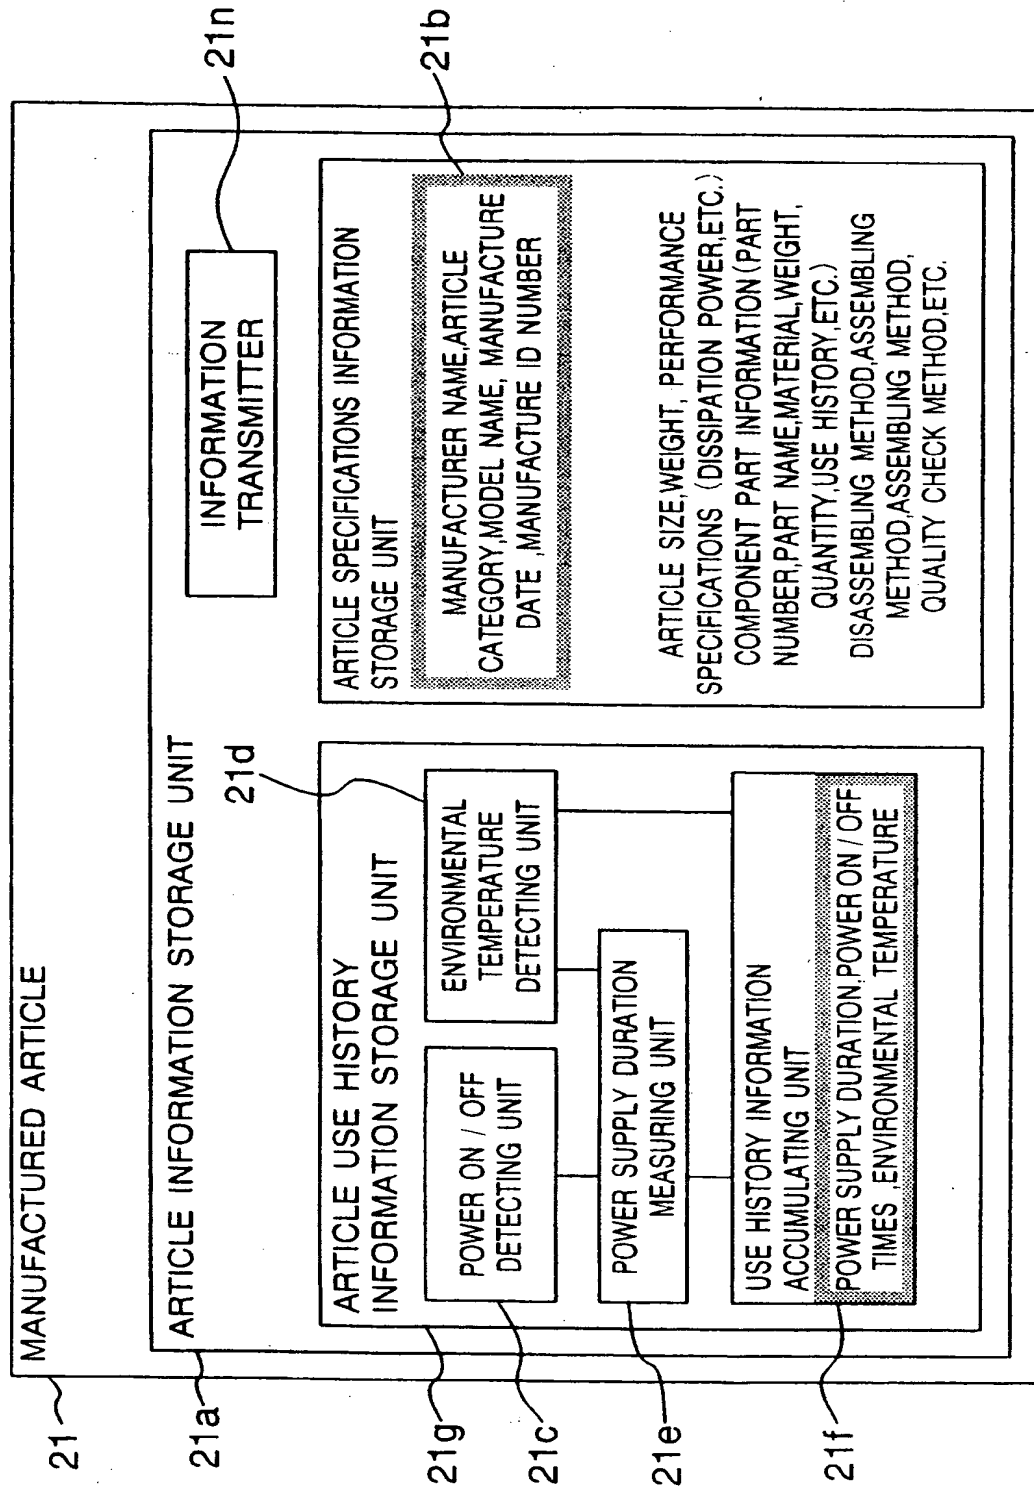 MANUFACTURED ARTICLE
21
ARTICLE INFORMATION STORAGE UNIT
21a
INFORMATION
TRANSMITTER
21n
ARTICLE USE HISTORY
INFORMATION STORAGE UNIT
21g
21d
POWER ON / OFF
DETECTING UNIT
21c
ENVIRONMENTAL
TEMPERATURE
DETECTING UNIT
POWER SUPPLY DURATION
MEASURING UNIT
21e
USE HISTORY INFORMATION
ACCUMULATING UNIT
POWER SUPPLY DURATION,POWER ON / OFF
TIMES ,ENVIRONMENTAL TEMPERATURE
21f
ARTICLE SPECIFICATIONS INFORMATION
STORAGE UNIT
21b
MANUFACTURER NAME,ARTICLE
CATEGORY,MODEL NAME, MANUFACTURE
DATE ,MANUFACTURE ID NUMBER
ARTICLE SIZE,WEIGHT, PERFORMANCE
SPECIFICATIONS (DISSIPATION POWER,ETC.)
COMPONENT PART INFORMATION(PART
NUMBER,PART NAME,MATERIAL,WEIGHT,
QUANTITY,USE HISTORY,ETC.)
DISASSEMBLING METHOD,ASSEMBLING
METHOD,ASSEMBLING METHOD,
QUALITY CHECK METHOD,ETC.